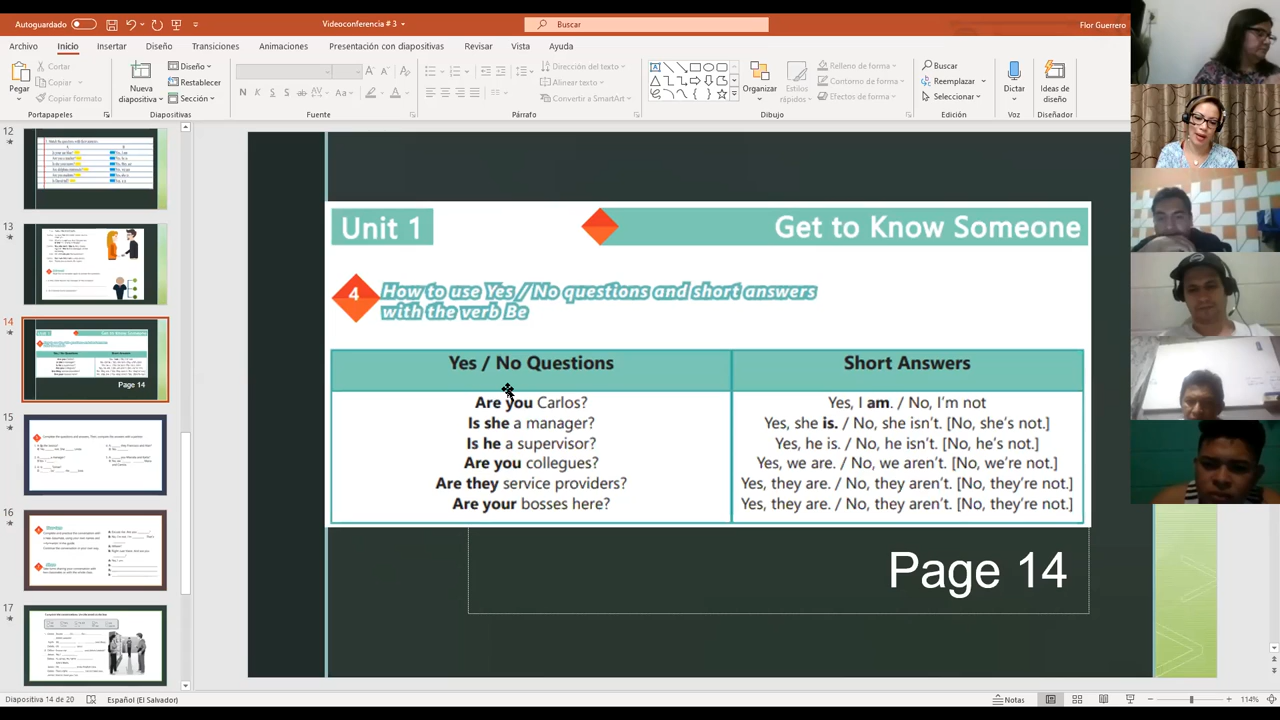 Autoguardado
Videoconferencia # 3
Buscar
Flor Guerrero
Archivo
Inicio
Insertar
Diseño
Transiciones
Animaciones
Presentación con diapositivas
Revisar
Vista
Ayuda
Pegar
Cortar
Copiar
Copiar formato
Portapapeles
Nueva diapositiva
Diseño
Restablecer
Sección
Diapositivas
N K S S ab AV Aa A
Fuente
Dirección del texto
Alinear texto
Convertir a SmartArt
Párrafo
Organizar
Estilos rápidos
Relleno de forma
Contorno de forma
Efectos de forma
Dibujo
Buscar
Reemplazar
Seleccionar
Edición
Dictar
Voz
Ideas de diseño
Diseñador
12
13
14
Page 14
15
16
17
Unit 1
Get to Know Someone
4
How to use Yes / No questions and short answers
with the verb Be
Yes / No Questions Short Answers
Are you Carlos? Yes, I am. / No, I'm not
Is she a manager? Yes, she is. / No, she isn't. [No, she's not.]
Is he a supervisor? Yes, he is. / No, he isn't. [No, he's not.]
Are you collegues? Yes, we are. / No, we aren't. [No, we're not.]
Are they service providers? Yes, they are. / No, they aren't. [No, they're not.]
Are your bosses here? Yes, they are. / No, they aren't. [No, they're not.]
Page 14
Diapositiva 14 de 20
Español (El Salvador)
Notas
114%